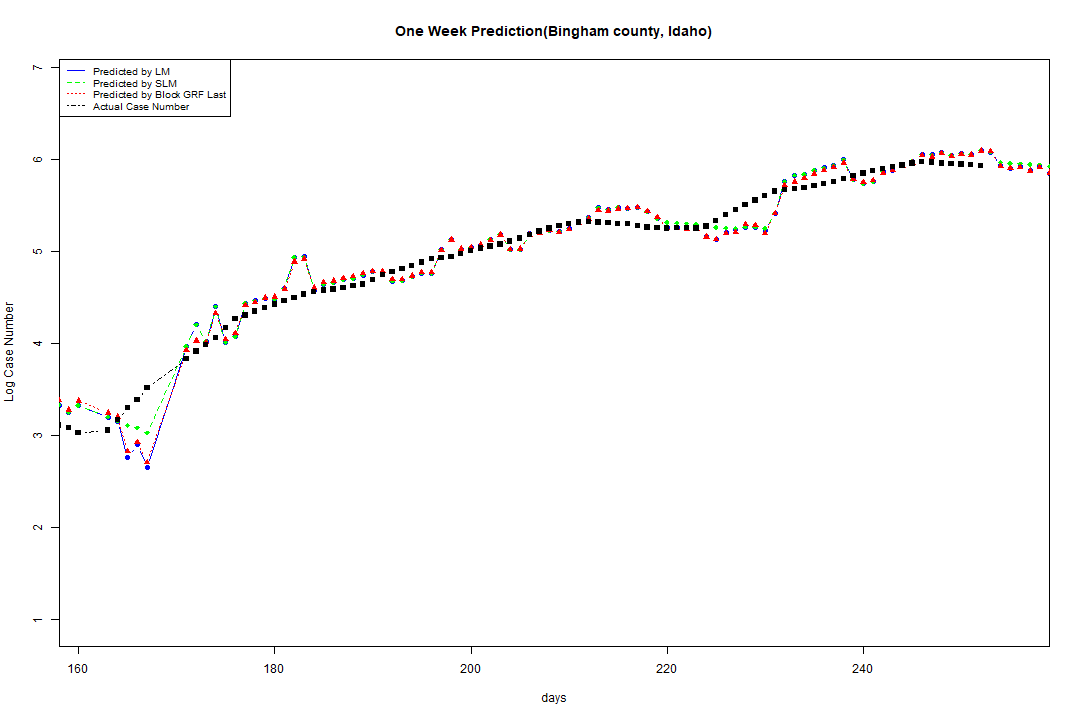 One Week Prediction(Bingham county, Idaho)
7
Predicted by LM
Predicted by SLM
Predicted by Block GRF Last
Actual Case Number
6
5
4
3
2
1
Log Case Number
160 180 200 220 240
days